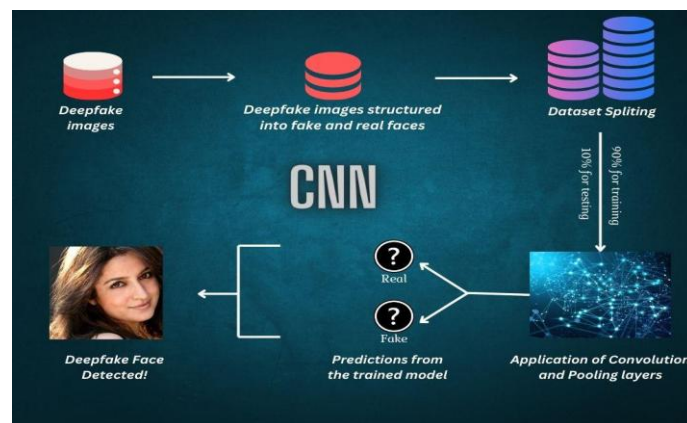 Deepfake
images
Deepfake images structured
into fake and real faces
Dataset Spliting
CNN
90% for training
10% for testing
?
Real
?
Fake
Deepfake Face
Detected!
Predictions from
the trained model
Application of Convolution
and Pooling layers